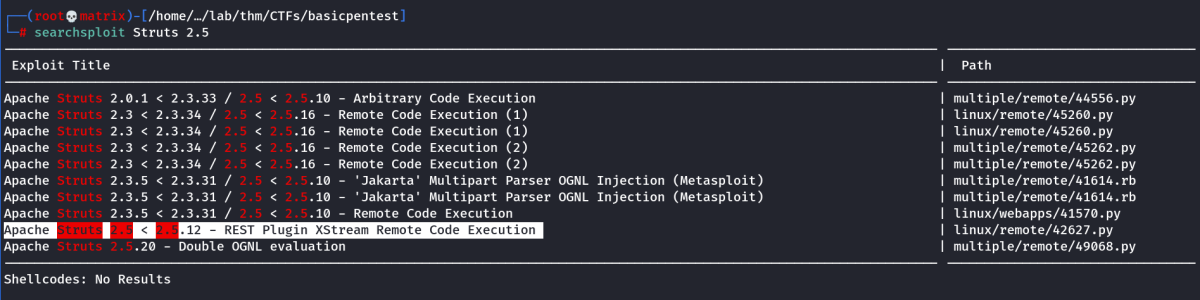 ┌──(root💀matrix)-[/home/…/lab/thm/CTFs/basicpentest]
└─# searchsploit Struts 2.5
Exploit Title | Path
Apache Struts 2.0.1 < 2.3.33 / 2.5 < 2.5.10 - Arbitrary Code Execution | multiple/remote/44556.py
Apache Struts 2.3 < 2.3.34 / 2.5 < 2.5.16 - Remote Code Execution (1) | linux/remote/45260.py
Apache Struts 2.3 < 2.3.34 / 2.5 < 2.5.16 - Remote Code Execution (1) | linux/remote/45260.py
Apache Struts 2.3 < 2.3.34 / 2.5 < 2.5.16 - Remote Code Execution (2) | multiple/remote/45262.py
Apache Struts 2.3 < 2.3.34 / 2.5 < 2.5.16 - Remote Code Execution (2) | multiple/remote/45262.py
Apache Struts 2.3.5 < 2.3.31 / 2.5 < 2.5.10 - 'Jakarta' Multipart Parser OGNL Injection (Metasploit) | multiple/remote/41614.rb
Apache Struts 2.3.5 < 2.3.31 / 2.5 < 2.5.10 - 'Jakarta' Multipart Parser OGNL Injection (Metasploit) | multiple/remote/41614.rb
Apache Struts 2.3.5 < 2.3.31 / 2.5 < 2.5.10 - Remote Code Execution | linux/webapps/41570.py
Apache Struts 2.5 < 2.5.12 - REST Plugin XStream Remote Code Execution | linux/remote/42627.py
Apache Struts 2.5.20 - Double OGNL evaluation | multiple/remote/49068.py
Shellcodes: No Results